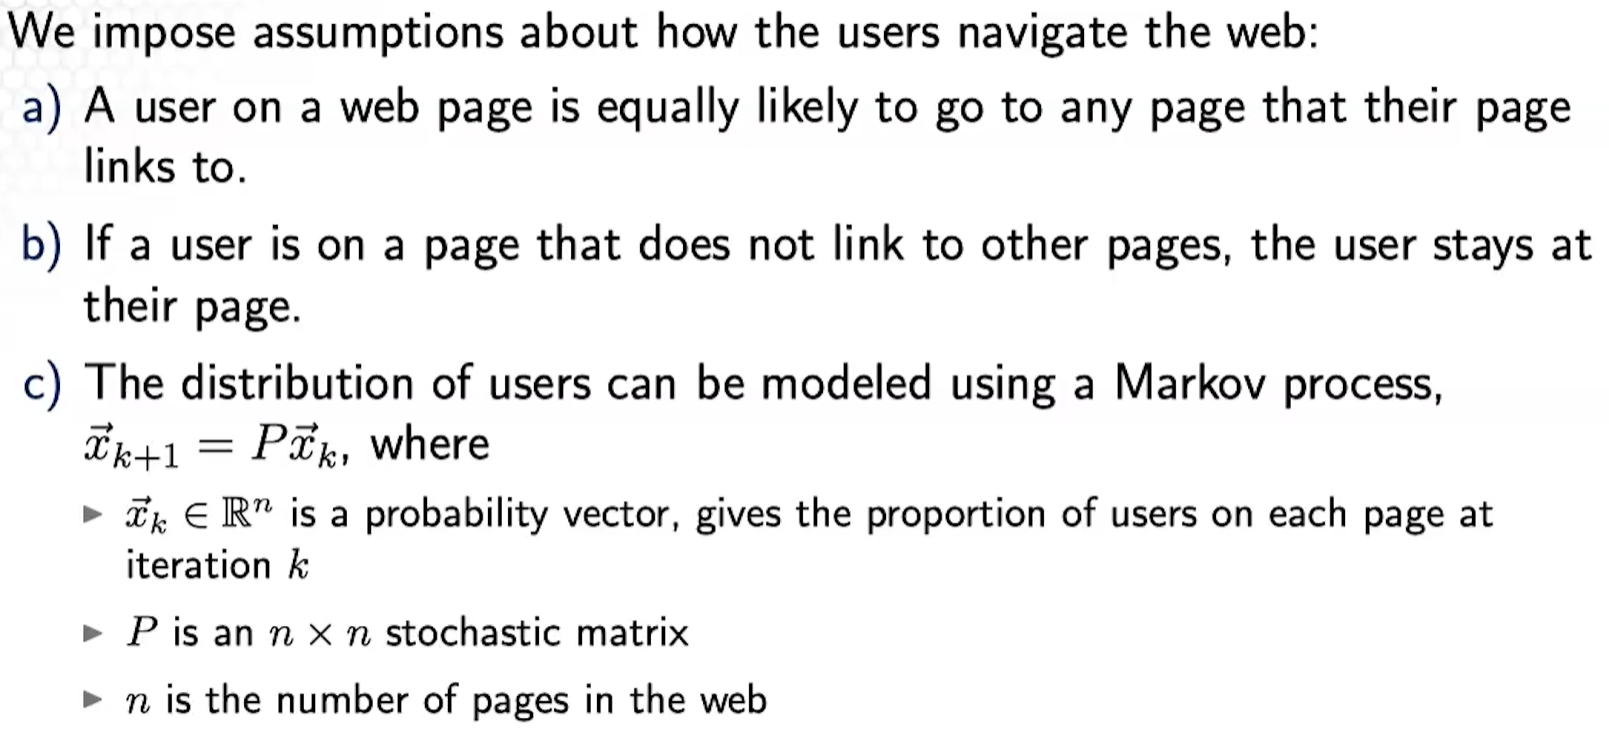 We impose assumptions about how the users navigate the web:
a) A user on a web page is equally likely to go to any page that their page
links to.
b) If a user is on a page that does not link to other pages, the user stays at
their page.
c) The distribution of users can be modeled using a Markov process,
$\vec{x}_{k+1} = P\vec{x}_k$, where
▶ $\vec{x}_k \in \mathbb{R}^n$ is a probability vector, gives the proportion of users on each page at
iteration $k$
▶ $P$ is an $n \times n$ stochastic matrix
▶ $n$ is the number of pages in the web